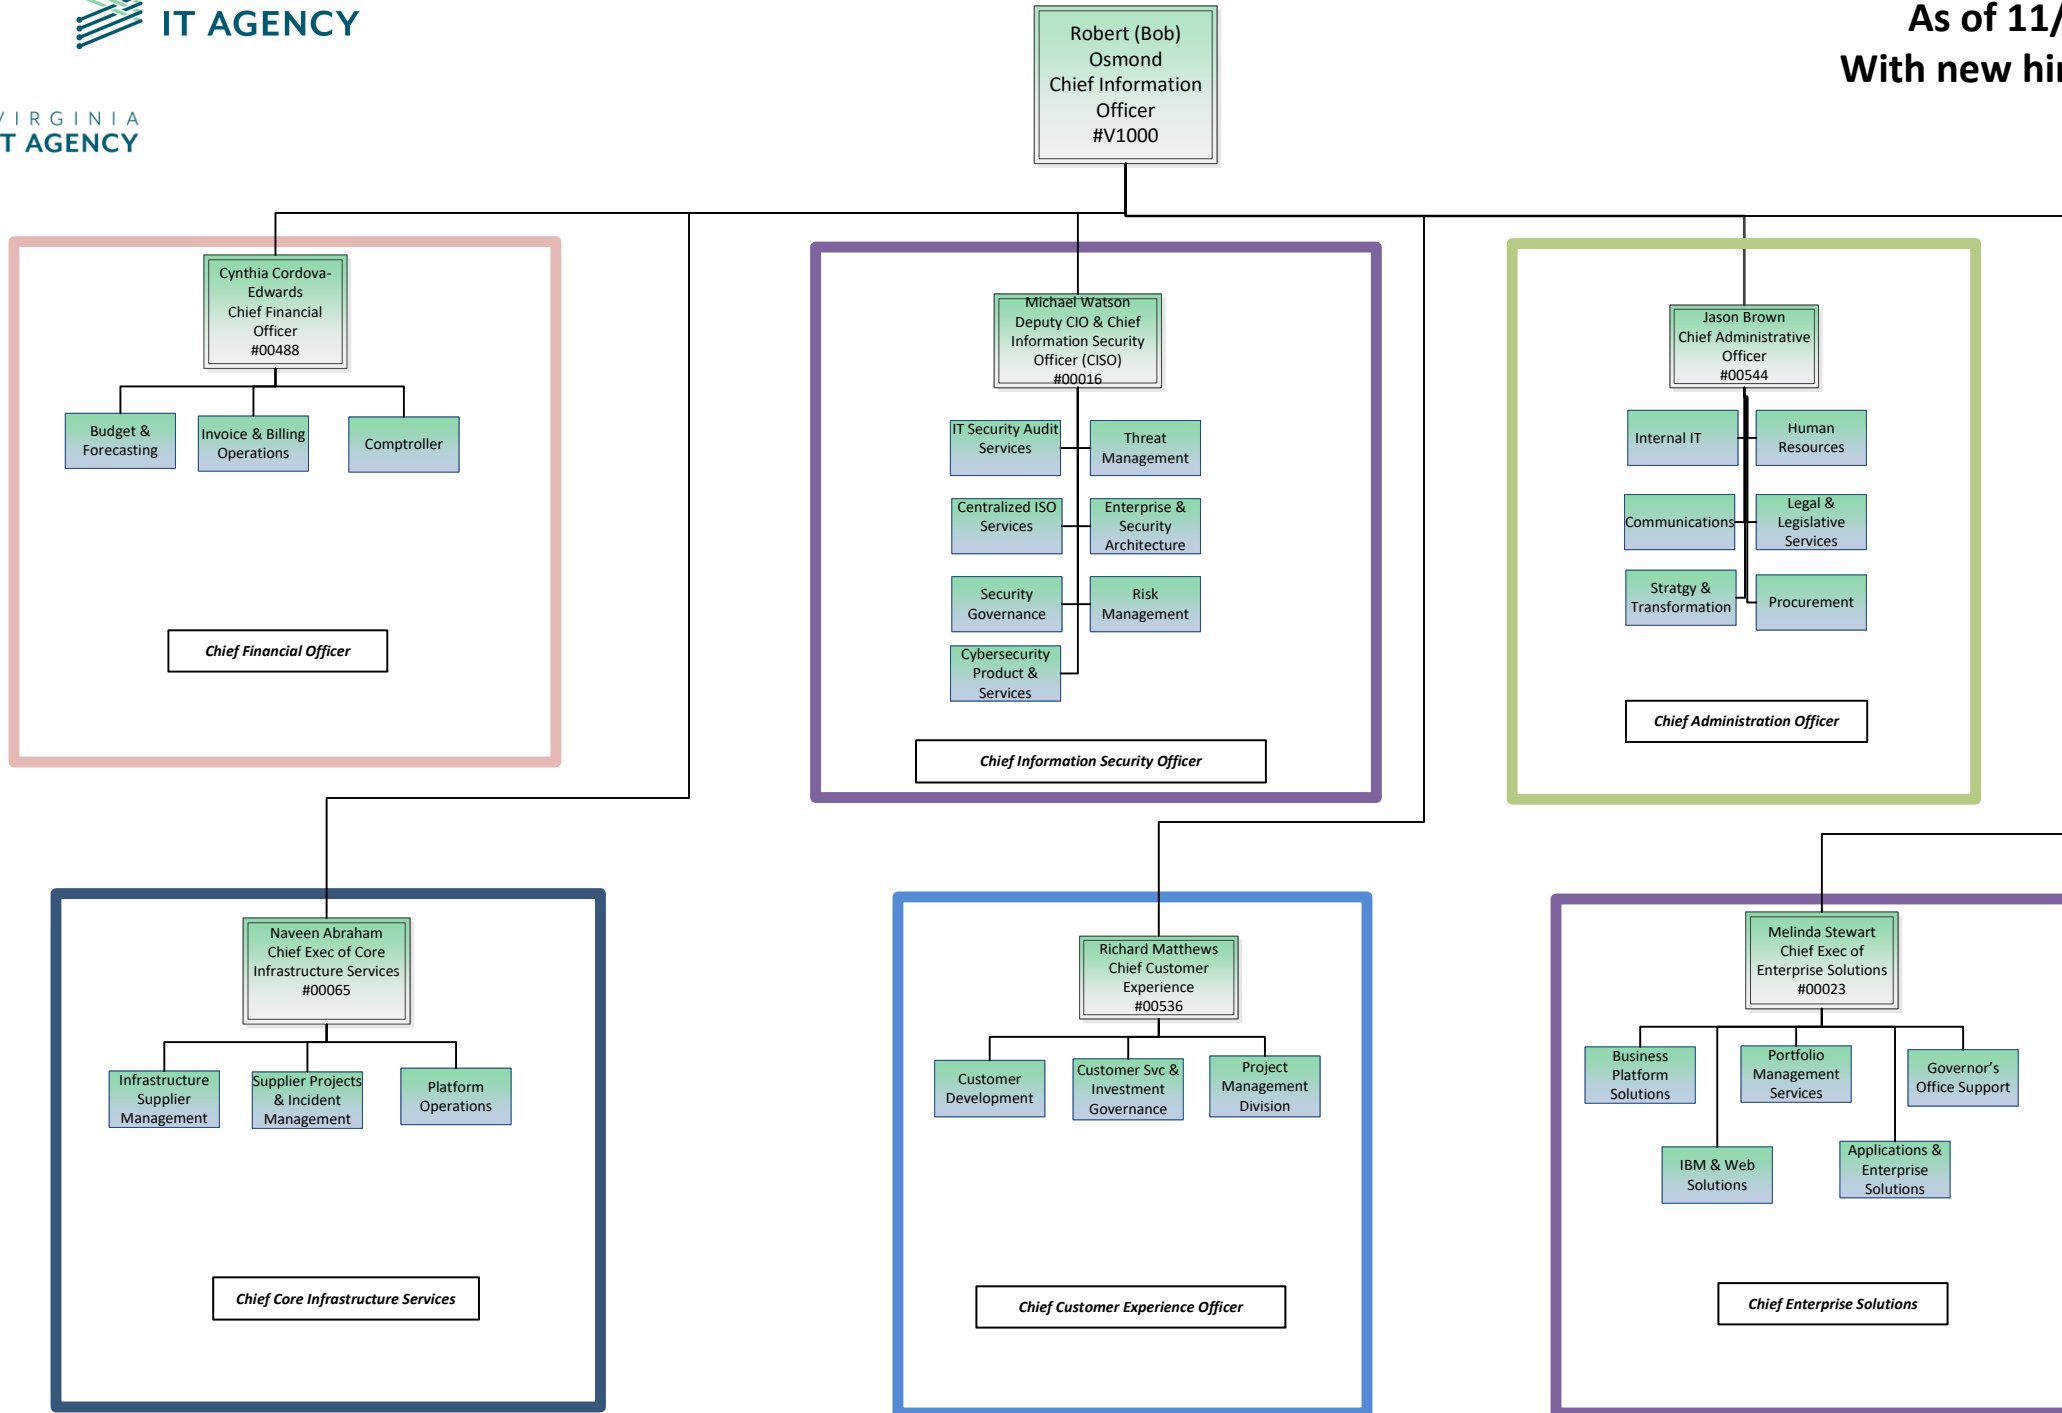 IT AGENCY
VIRGINIA
IT AGENCY
As of 11/
With new hir
Robert (Bob)
Osmond
Chief Information
Officer
#V1000
Cynthia Cordova-
Edwards
Chief Financial
Officer
#00488
Budget &
Forecasting
Invoice & Billing
Operations
Comptroller
Chief Financial Officer
Michael Watson
Deputy CIO & Chief
Information Security
Officer (CISO)
#00016
IT Security Audit
Services
Threat
Management
Centralized ISO
Services
Enterprise &
Security
Architecture
Security
Governance
Risk
Management
Cybersecurity
Product &
Services
Chief Information Security Officer
Jason Brown
Chief Administrative
Officer
#00544
Internal IT
Human
Resources
Communications
Legal &
Legislative
Services
Stratgy &
Transformation
Procurement
Chief Administration Officer
Naveen Abraham
Chief Exec of Core
Infrastructure Services
#00065
Infrastructure
Supplier
Management
Supplier Projects
& Incident
Management
Platform
Operations
Chief Core Infrastructure Services
Richard Matthews
Chief Customer
Experience
#00536
Customer
Development
Customer Svc &
Investment
Governance
Project
Management
Division
Chief Customer Experience Officer
Melinda Stewart
Chief Exec of
Enterprise Solutions
#00023
Business
Platform
Solutions
Portfolio
Management
Services
Governor's
Office Support
IBM & Web
Solutions
Applications &
Enterprise
Solutions
Chief Enterprise Solutions